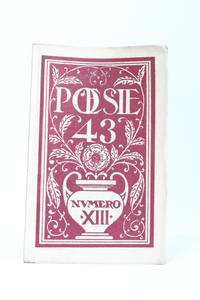 POESIE
43
NVMERO
·XIII·